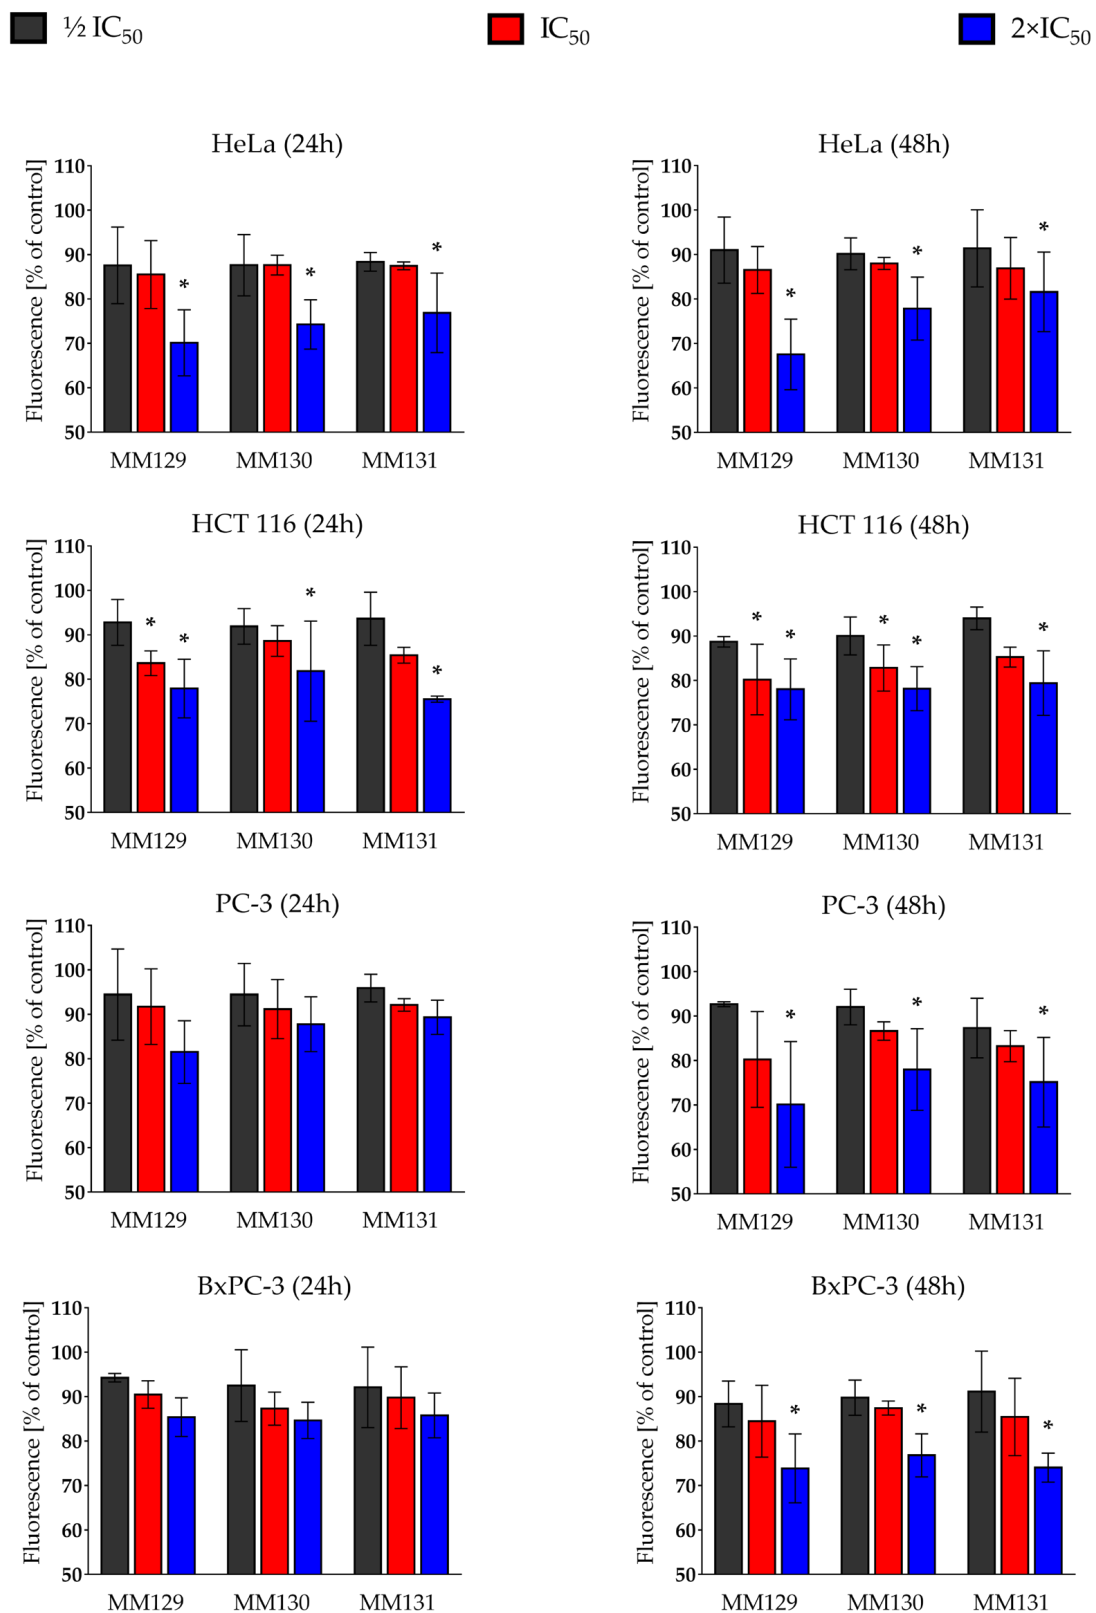 ½ IC50 IC50 2×IC50
HeLa (24h) HeLa (48h)
Fluorescence [% of control] Fluorescence [% of control]
110 110
100 100
90 90
80 80
70 70
60 60
50 50
* * * * * *
MM129 MM130 MM131 MM129 MM130 MM131
HCT 116 (24h) HCT 116 (48h)
Fluorescence [% of control] Fluorescence [% of control]
110 110
100 100
90 90
80 80
70 70
60 60
50 50
* * * * * * * * *
MM129 MM130 MM131 MM129 MM130 MM131
PC-3 (24h) PC-3 (48h)
Fluorescence [% of control] Fluorescence [% of control]
110 110
100 100
90 90
80 80
70 70
60 60
50 50
* * *
MM129 MM130 MM131 MM129 MM130 MM131
BxPC-3 (24h) BxPC-3 (48h)
Fluorescence [% of control] Fluorescence [% of control]
110 110
100 100
90 90
80 80
70 70
60 60
50 50
* * *
MM129 MM130 MM131 MM129 MM130 MM131